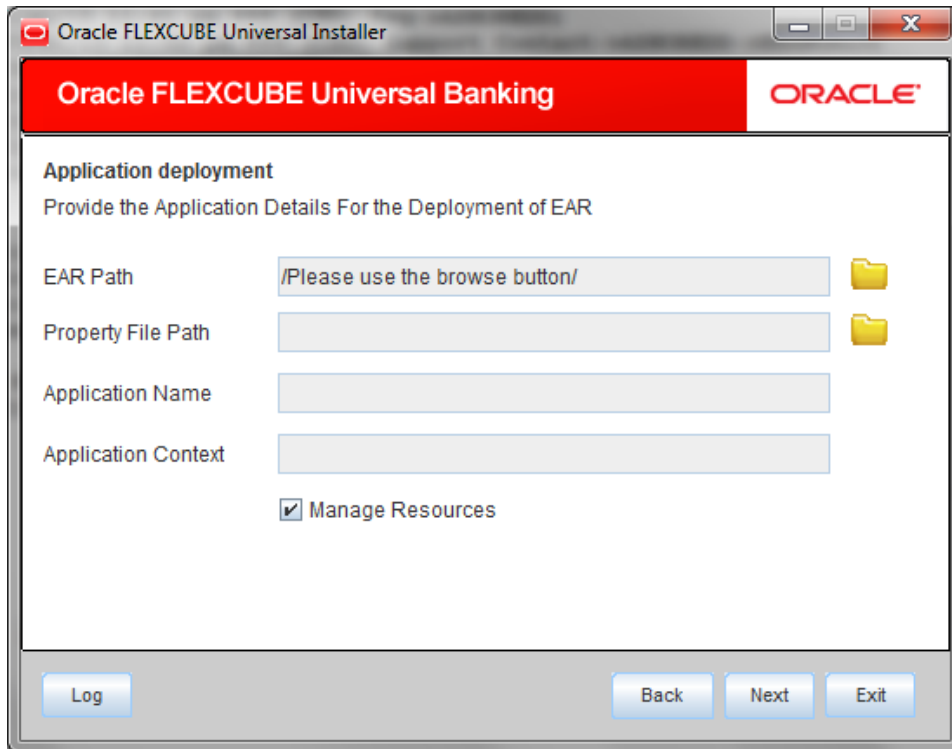 Oracle FLEXCUBE Universal Installer
Oracle FLEXCUBE Universal Banking
ORACLE
Application deployment
Provide the Application Details For the Deployment of EAR
EAR Path
/Please use the browse button/
Property File Path
Application Name
Application Context
Manage Resources
Log
Back
Next
Exit